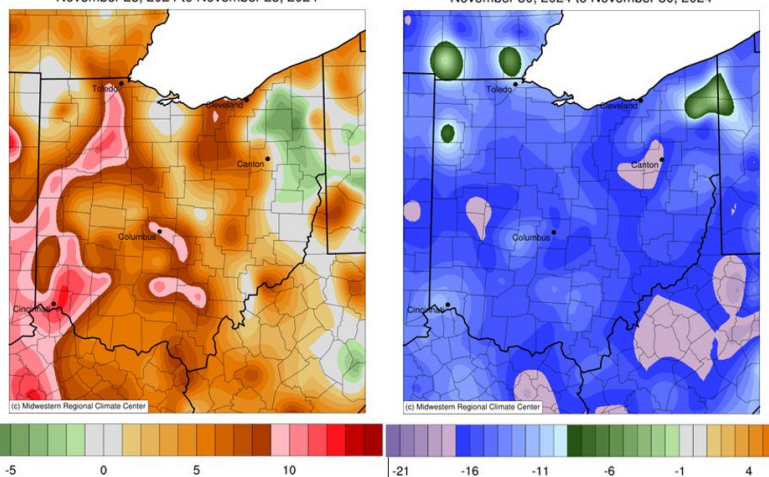 Toledo
Cleveland
Canton
Columbus
Cincinnati
(c) Midwestern Regional Climate Center
-5 0 5 10
Toledo
Cleveland
Canton
Columbus
Cincinnati
(c) Midwestern Regional Climate Center
-21 -16 -11 -6 -1 4